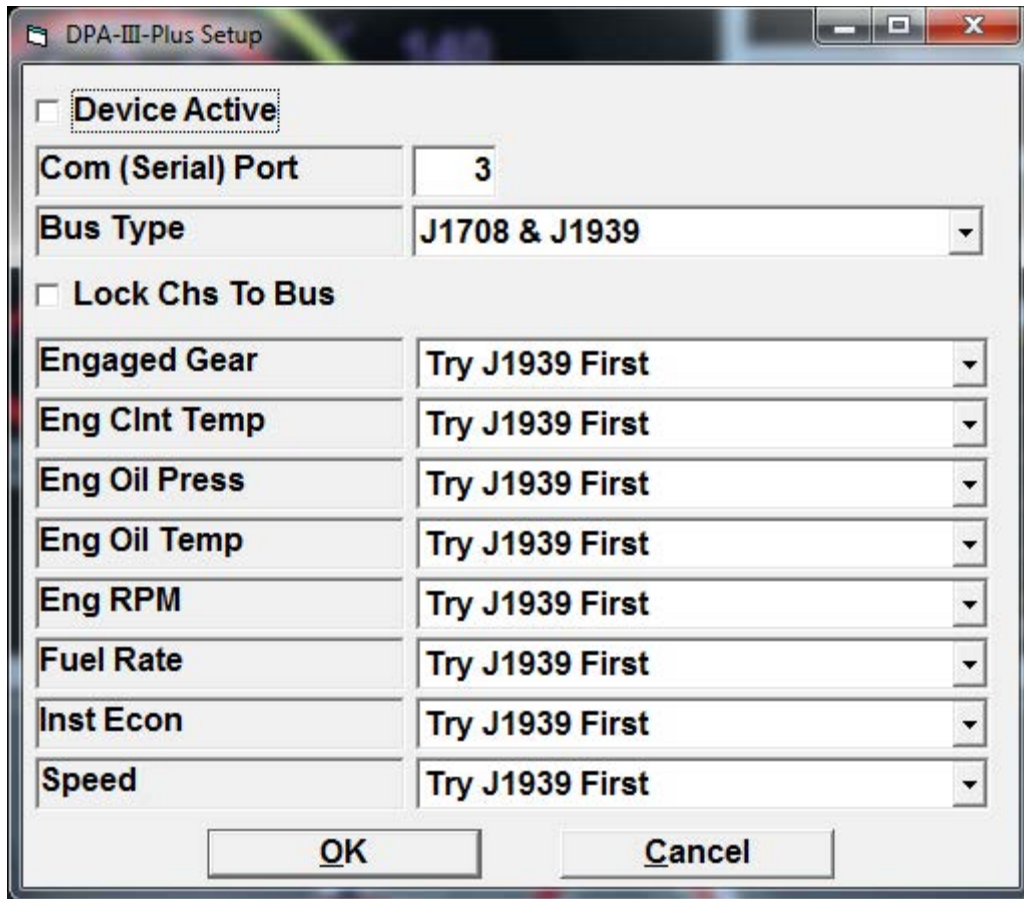 DPA-III-Plus Setup
140
Device Active
Com (Serial) Port 3
Bus Type J1708 & J1939
Lock Chs To Bus
Engaged Gear Try J1939 First
Eng Clnt Temp Try J1939 First
Eng Oil Press Try J1939 First
Eng Oil Temp Try J1939 First
Eng RPM Try J1939 First
Fuel Rate Try J1939 First
Inst Econ Try J1939 First
Speed Try J1939 First
OK Cancel